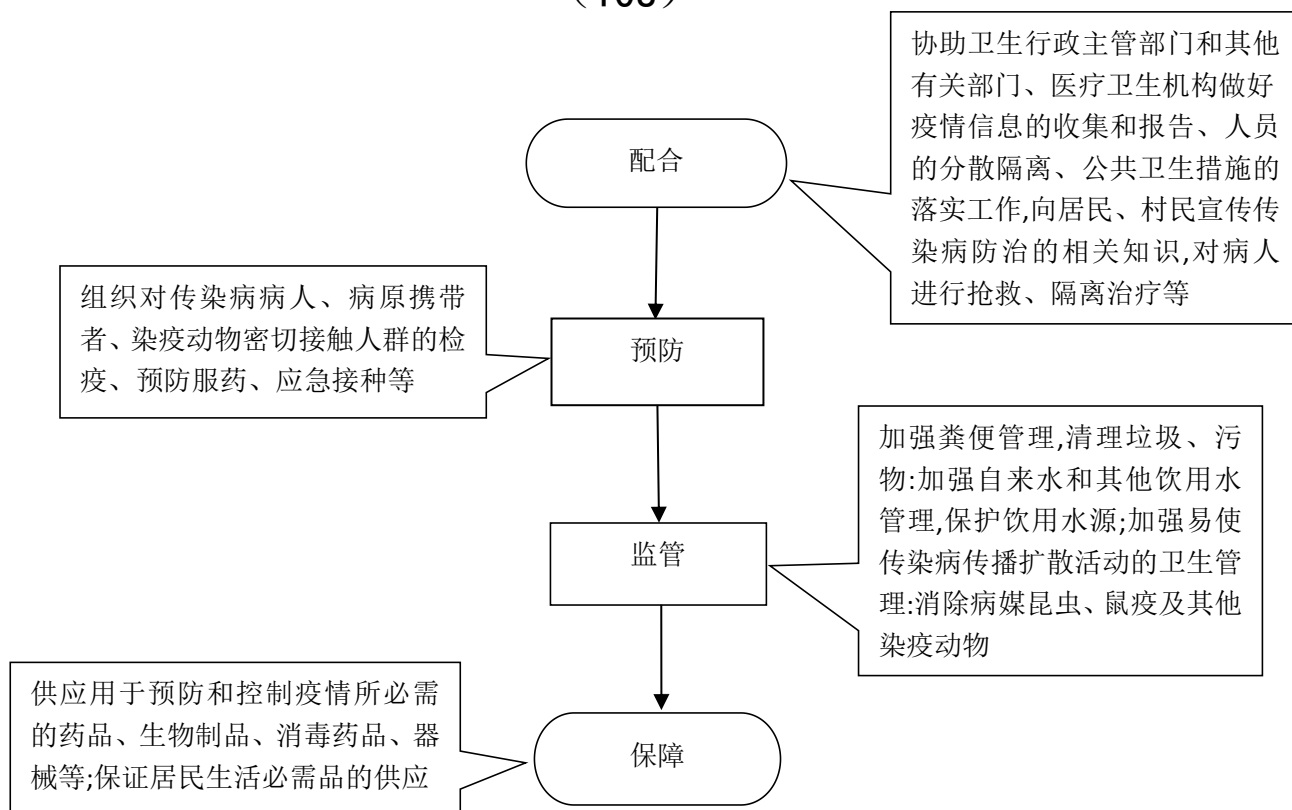 协助卫生行政主管部门和其他
有关部门、医疗卫生机构做好
疫情信息的收集和报告、人员
的分散隔离、公共卫生措施的
落实工作,向居民、村民宣传传
染病防治的相关知识,对病人
进行抢救、隔离治疗等
配合
组织对传染病病人、病原携带
者、染疫动物密切接触人群的检
疫、预防服药、应急接种等
预防
加强粪便管理,清理垃圾、污
物:加强自来水和其他饮用水
管理,保护饮用水源;加强易使
传染病传播扩散活动的卫生管
理:消除病媒昆虫、鼠疫及其他
染疫动物
监管
供应用于预防和控制疫情所必需
的药品、生物制品、消毒药品、器
械等;保证居民生活必需品的供应
保障